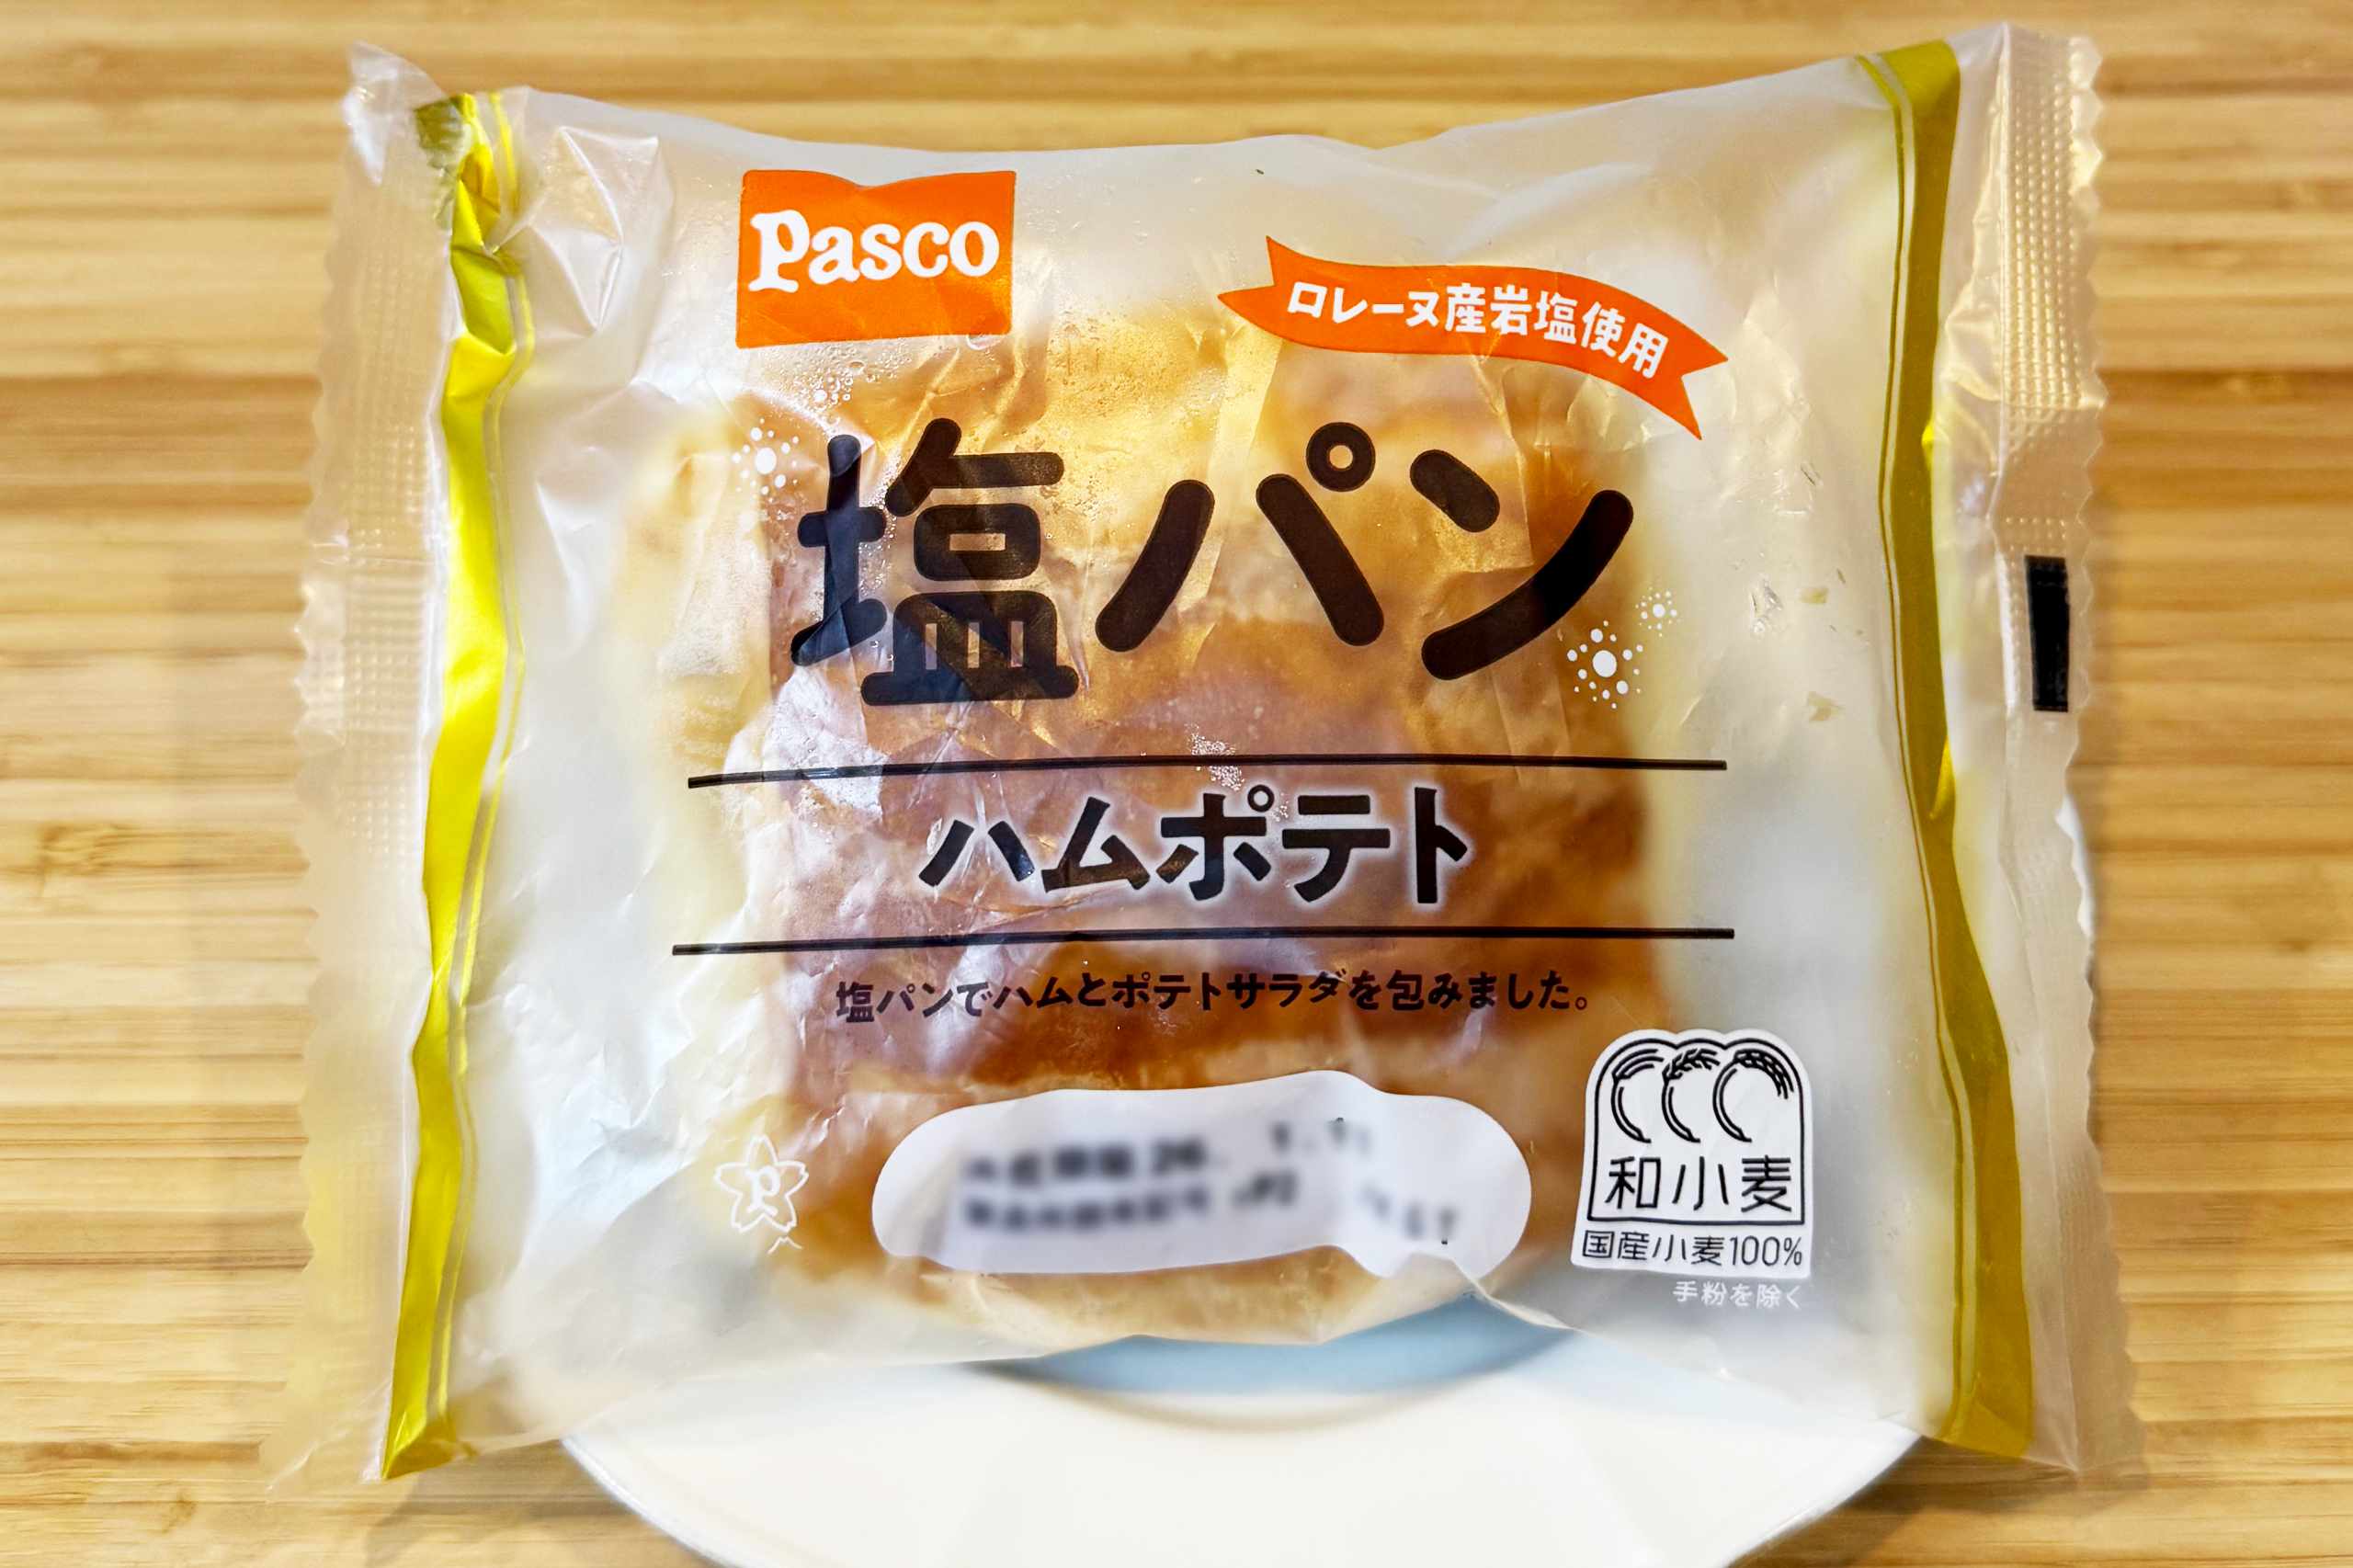 Pasco
ロレーヌ産岩塩使用
塩パン
ハムポテト
塩パンでハムとポテトサラダを包みました。
和小麦
国産小麦100%
手粉を除く